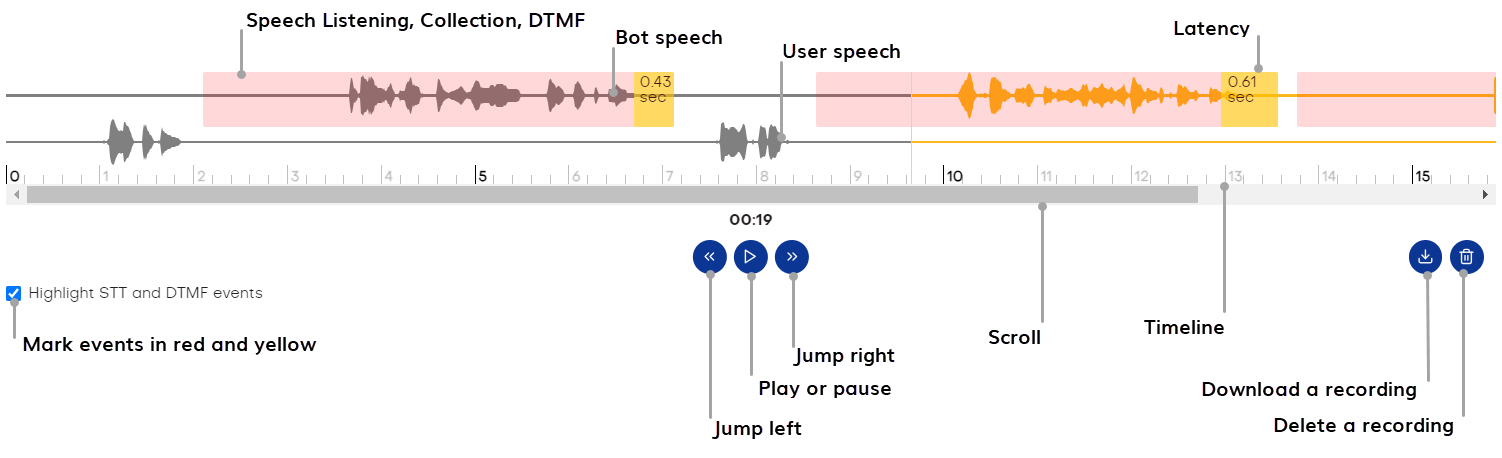 Speech Listening, Collection, DTMF
Bot speech
User speech
Latency
0.43
sec
0.61
sec
0 1 2 3 4 5 6 7 8 9 10 11 12 13 14 15
00:19
Highlight STT and DTMF events
Mark events in red and yellow
Jump left
Play or pause
Jump right
Scroll
Timeline
Download a recording
Delete a recording